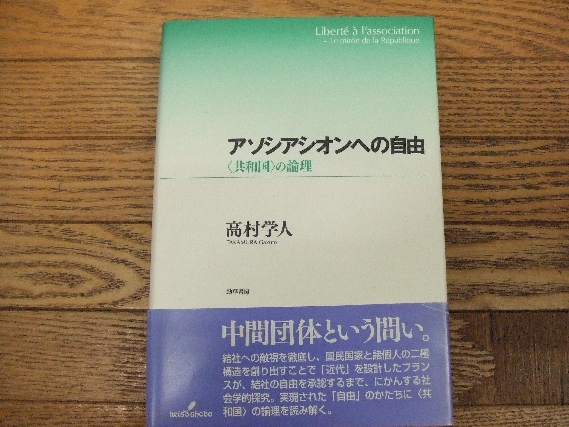 Liberté à l'association
– Le miroir de la République
アソシアシオンへの自由
〈共和国〉の論理
高村学人
TAKAMURA Gakuto
勁草書房
中間団体という問い。
結社への敵視を徹底し、国民国家と諸個人の二極
構造を創り出すことで「近代」を設計したフラン
スが、結社の自由を承認するまで、にかんする社
会学的探究。実現された「自由」のかたちに〈共
和国〉の論理を読み解く。
keiso shobo